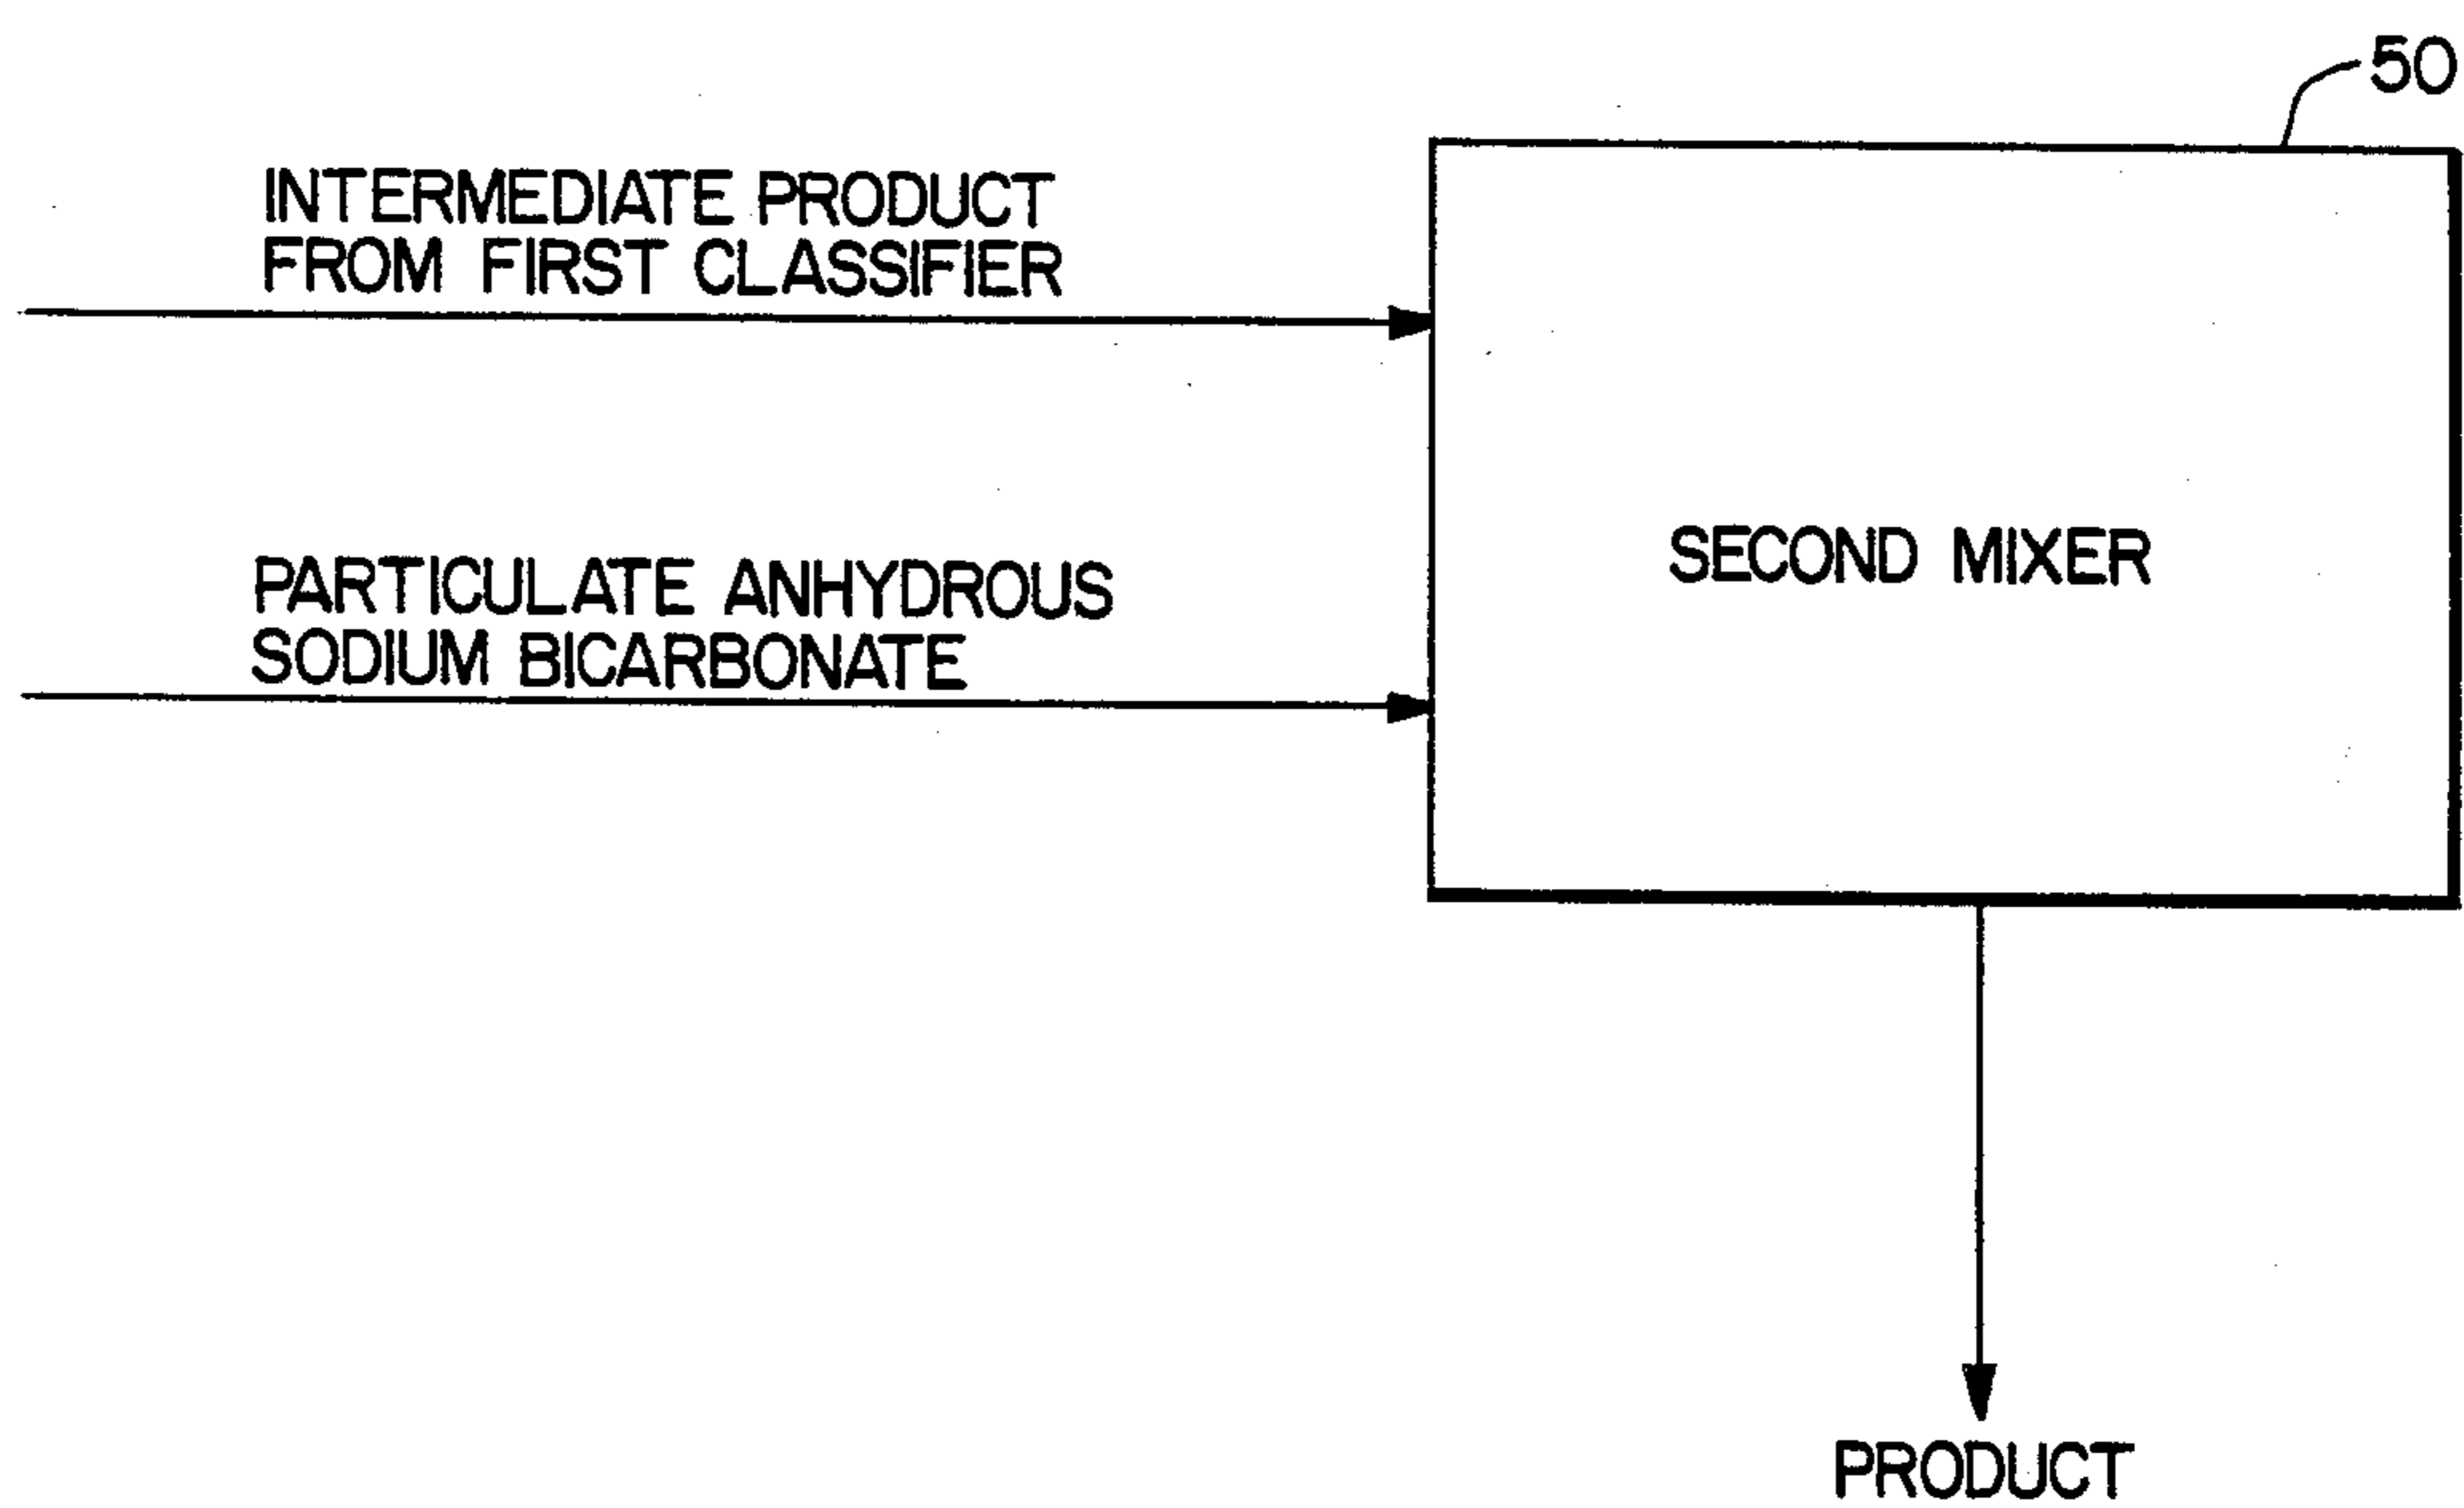 50
INTERMEDIATE PRODUCT
FROM FIRST CLASSIFIER
PARTICULATE ANHYDROUS
SODIUM BICARBONATE
SECOND MIXER
PRODUCT